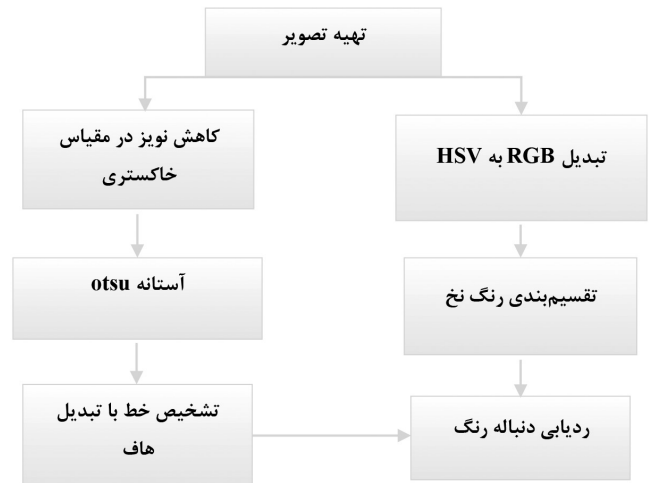 تهیه تصویر
تبدیل RGB به HSV
کاهش نویز در مقیاس
خاکستری
تقسیم‌بندی رنگ نخ
آستانه otsu
ردیابی دنباله رنگ
تشخیص خط با تبدیل
هاف